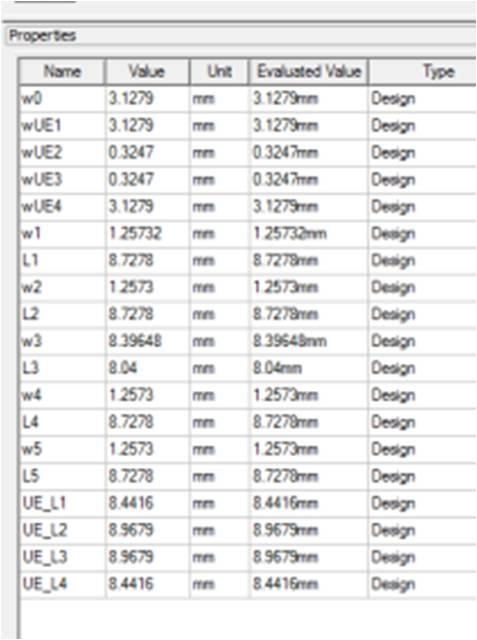 Properties
Name Value Unit Evaluated Value Type
w0 3.1279 mm 3.1279mm Design
wUE1 3.1279 mm 3.1279mm Design
wUE2 0.3247 mm 0.3247mm Design
wUE3 0.3247 mm 0.3247mm Design
wUE4 3.1279 mm 3.1279mm Design
w1 1.25732 mm 1.25732mm Design
L1 8.7278 mm 8.7278mm Design
w2 1.2573 mm 1.2573mm Design
L2 8.7278 mm 8.7278mm Design
w3 8.39648 mm 8.39648mm Design
L3 8.04 mm 8.04mm Design
w4 1.2573 mm 1.2573mm Design
L4 8.7278 mm 8.7278mm Design
w5 1.2573 mm 1.2573mm Design
L5 8.7278 mm 8.7278mm Design
UE_L1 8.4416 mm 8.4416mm Design
UE_L2 8.9679 mm 8.9679mm Design
UE_L3 8.9679 mm 8.9679mm Design
UE_L4 8.4416 mm 8.4416mm Design